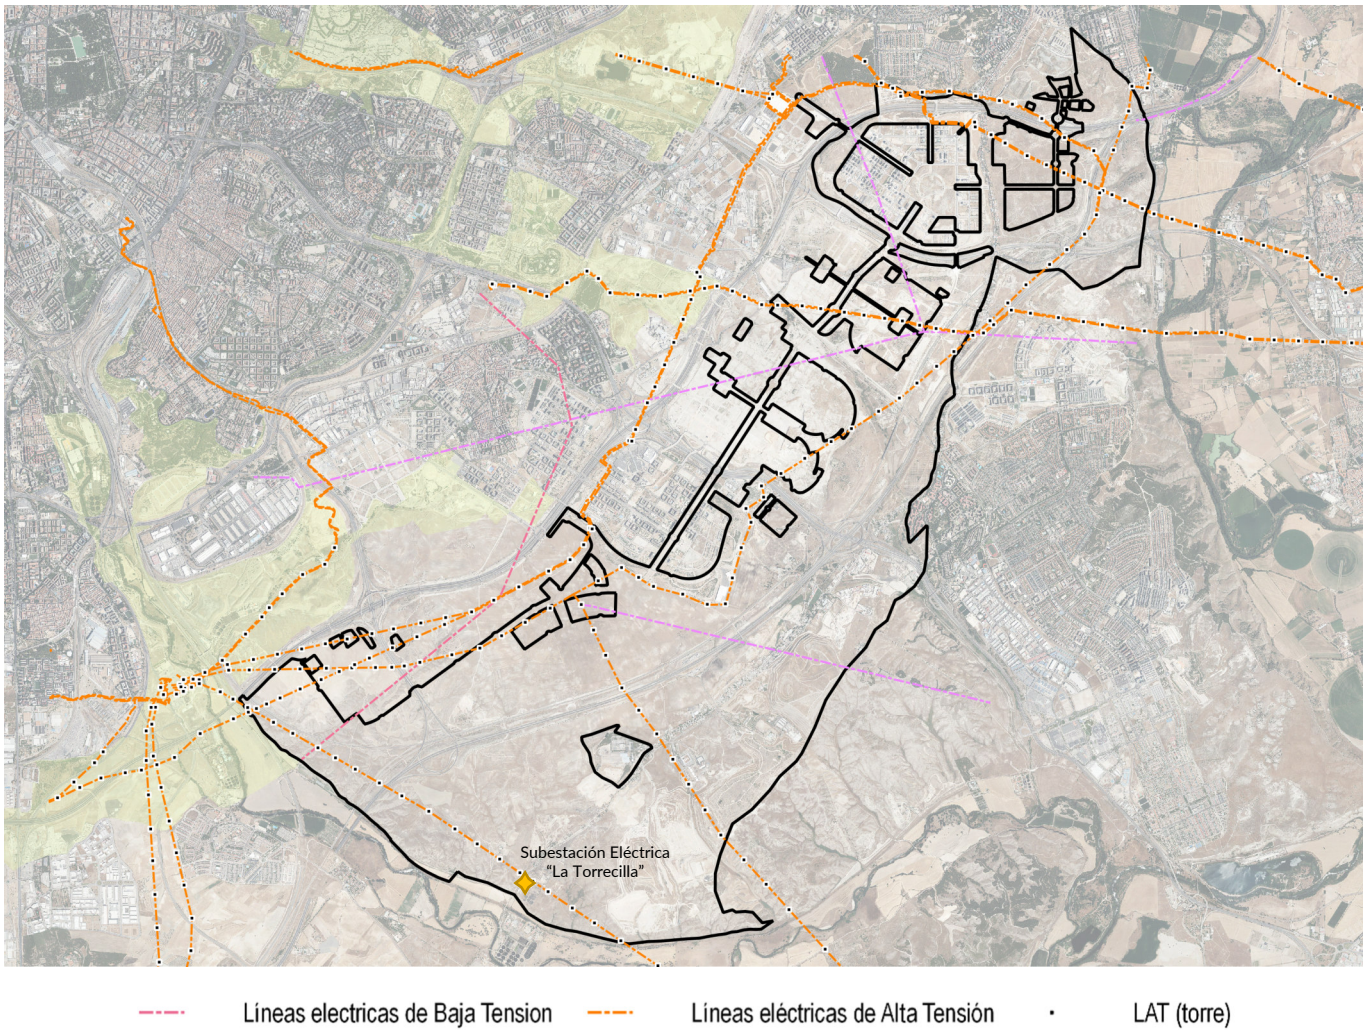 Subestación Eléctrica
“La Torrecilla”
Líneas electricas de Baja Tension
Líneas eléctricas de Alta Tensión
LAT (torre)